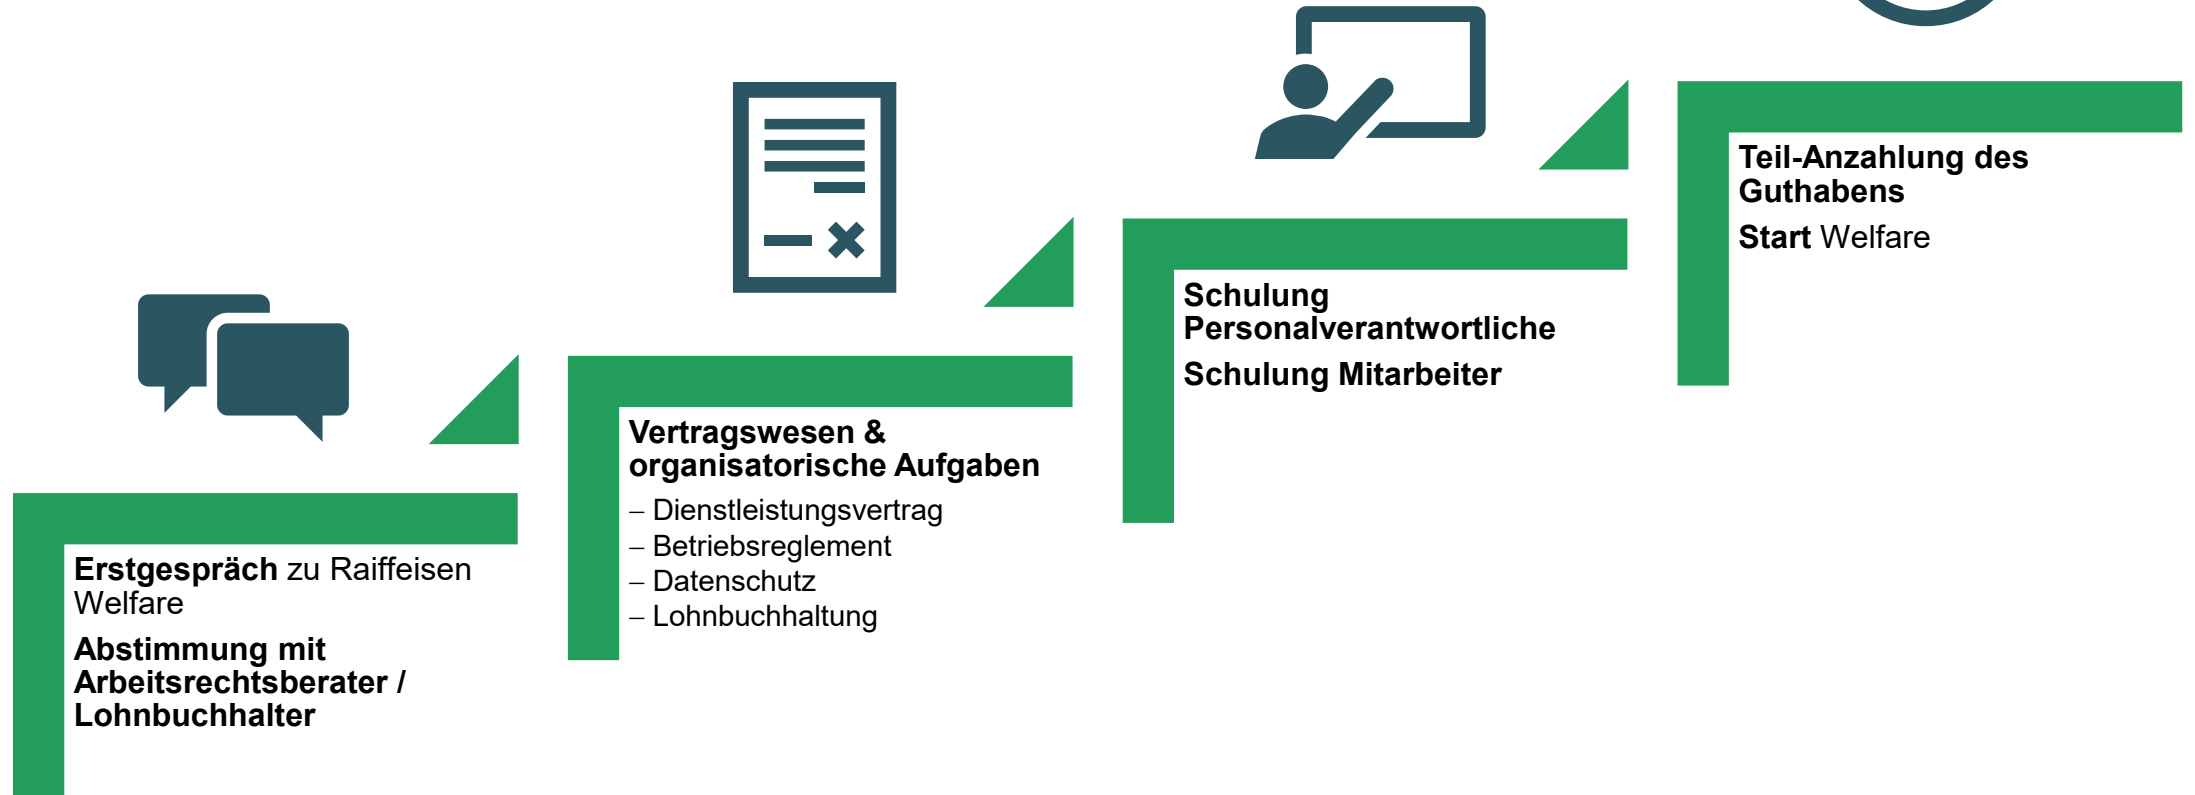 Erstgespräch zu Raiffeisen
Welfare
Abstimmung mit
Arbeitsrechtsberater /
Lohnbuchhalter
Vertragswesen &
organisatorische Aufgaben
– Dienstleistungsvertrag
– Betriebsreglement
– Datenschutz
– Lohnbuchhaltung
Schulung
Personalverantwortliche
Schulung Mitarbeiter
Teil-Anzahlung des
Guthabens
Start Welfare